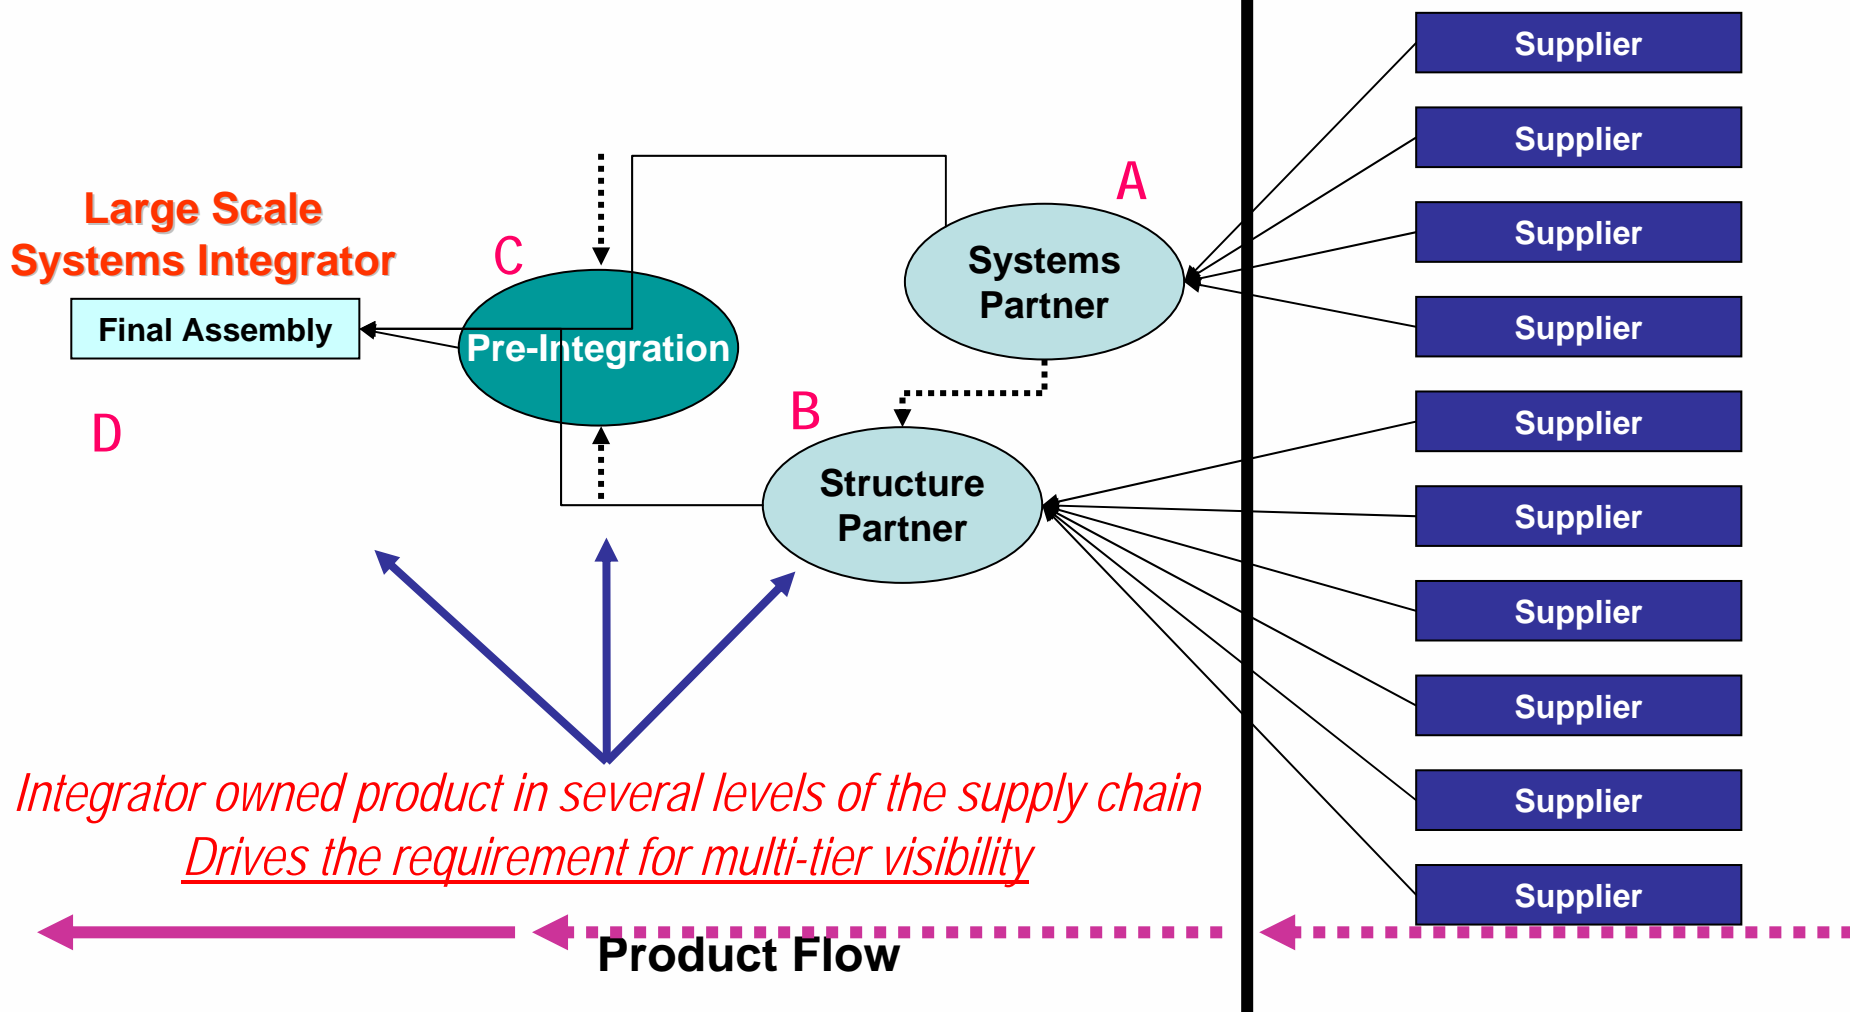 Supplier
Supplier
A
Large Scale
Systems Integrator
C
Supplier
Systems
Partner
Final Assembly
Pre-Integration
Supplier
B
D
Supplier
Structure
Partner
Supplier
Supplier
Supplier
Integrator owned product in several levels of the supply chain
Drives the requirement for multi-tier visibility
Supplier
Supplier
Product Flow